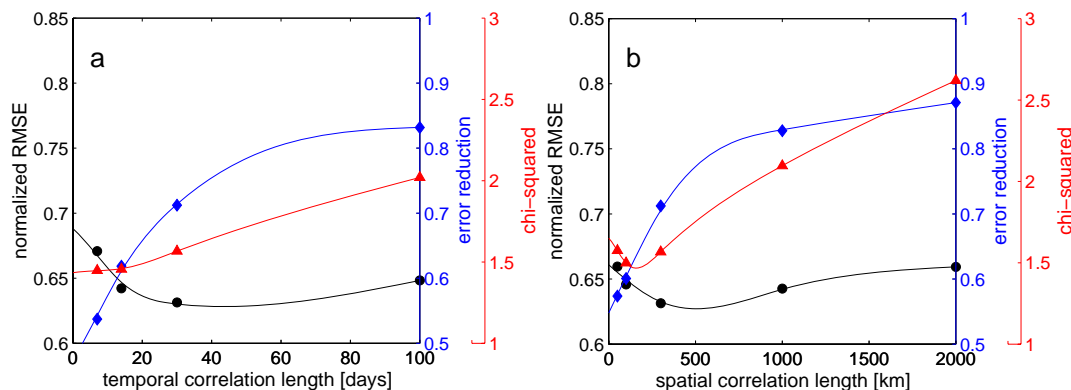 a
normalized RMSE
0.85
0.8
0.75
0.7
0.65
0.6
0 20 40 60 80 100
temporal correlation length [days]
1
0.9
0.8
0.7
0.6
0.5
error reduction
3
2.5
2
1.5
1
chi-squared
b
normalized RMSE
0.85
0.8
0.75
0.7
0.65
0.6
0 500 1000 1500 2000
spatial correlation length [km]
1
0.9
0.8
0.7
0.6
0.5
error reduction
3
2.5
2
1.5
1
chi-squared